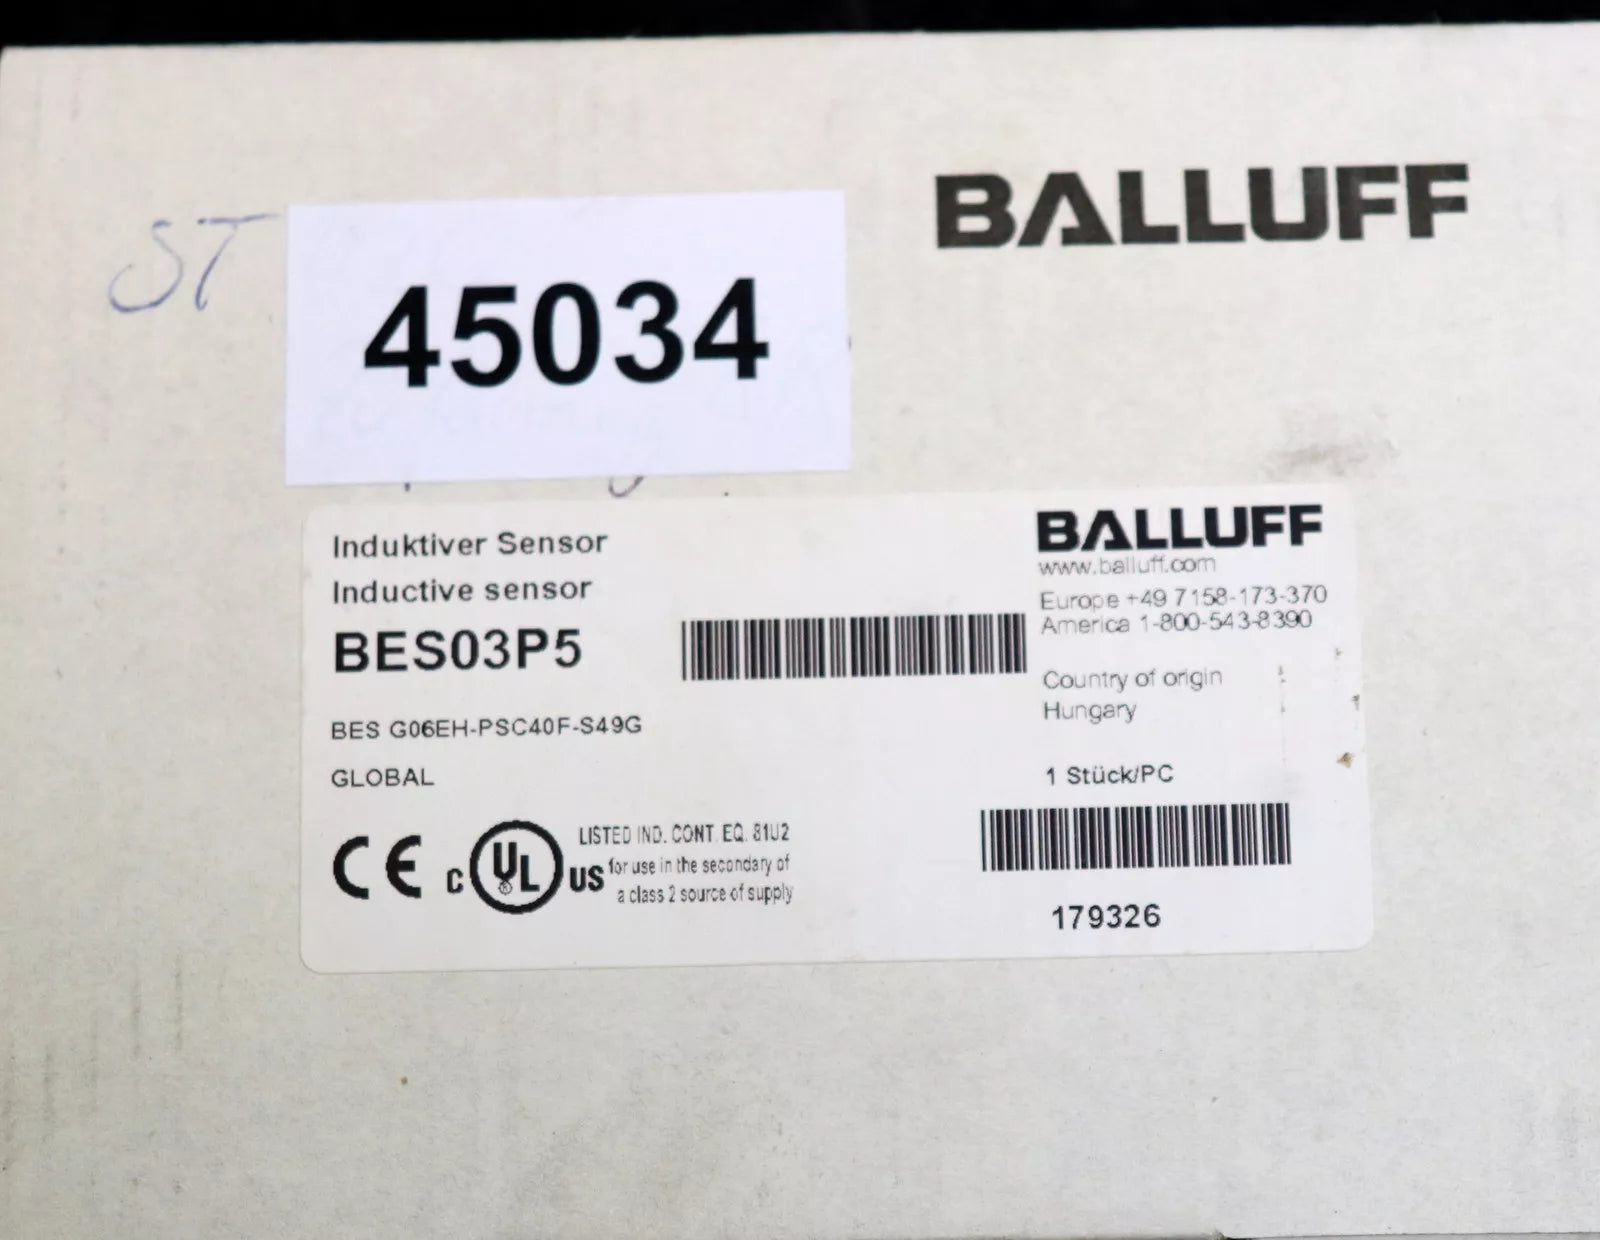 BALLUFF
ST
45034
Induktiver Sensor
Inductive sensor
BES03P5
BES G06EH-PSC40F-S49G
GLOBAL
CE
c UL ® US
LISTED IND. CONT. EQ. 81U2
for use in the secondary of
a class 2 source of supply
BALLUFF
www.balluff.com
Europe +49 7158-173-370
America 1-800-543-8390
Country of origin
Hungary
1 Stück/PC
179326